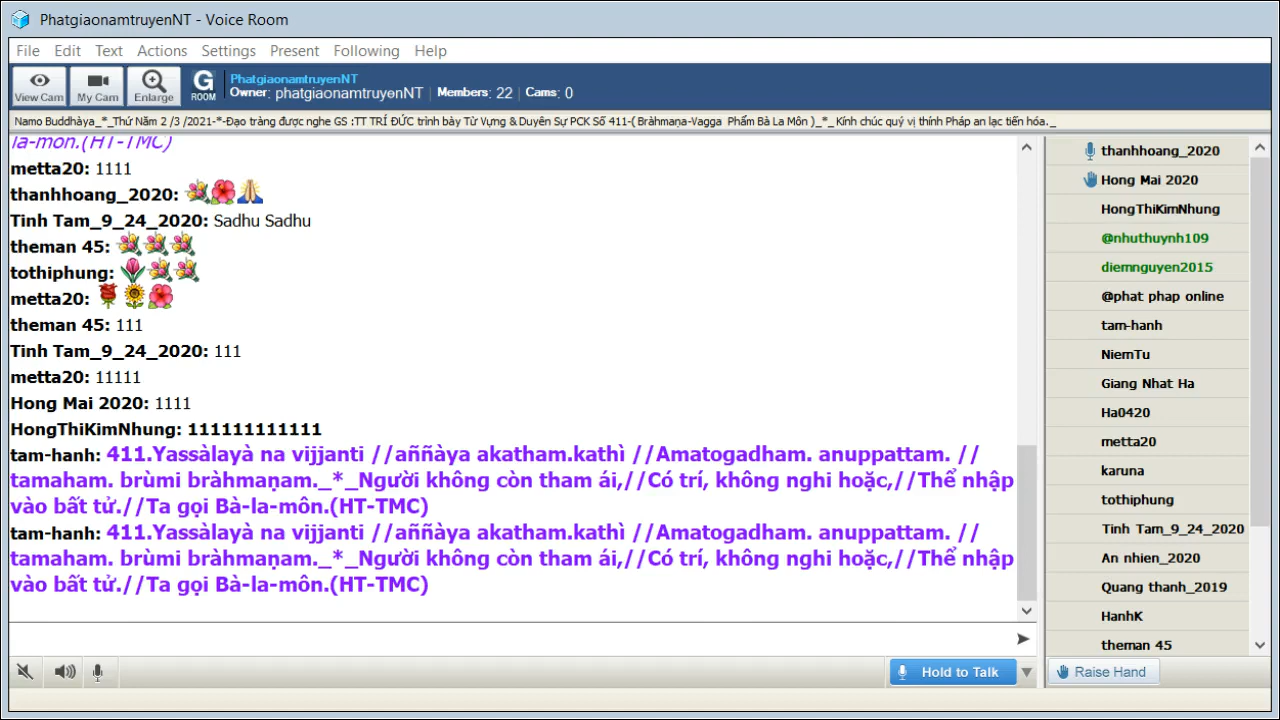 PhatgiaonamtruyenNT - Voice Room
File Edit Text Actions Settings Present Following Help
View Cam My Cam Enlarge G ROOM
PhatgiaonamtruyenNT
Owner: phatgiaonamtruyenNT Members: 22 Cams: 0
Namo Buddhàya_*_Thứ Năm 2 /3 /2021-*-Đạo tràng được nghe GS :TT TRÍ ĐỨC trình bày Từ Vựng & Duyên Sự PCK Số 411-( Bràhmaṇa-Vagga Phẩm Bà La Môn )_*_ Kính chúc quý vị thính Pháp an lạc tiến hóa._
la-môn.(HT-TMC)
metta20: 1111
thanhhoang_2020:
Tinh Tam_9_24_2020: Sadhu Sadhu
theman 45:
tothiphung:
metta20:
theman 45: 111
Tinh Tam_9_24_2020: 111
metta20: 11111
Hong Mai 2020: 1111
HongThiKimNhung: 111111111111
tam-hanh: 411.Yassàlayà na vijjanti //aññàya akatham.kathì //Amatogadham. anuppattam. //
tamaham. brùmi bràhmaṇam._*_Người không còn tham ái,//Có trí, không nghi hoặc,//Thể nhập
vào bất tử.//Ta gọi Bà-la-môn.(HT-TMC)
tam-hanh: 411.Yassàlayà na vijjanti //aññàya akatham.kathì //Amatogadham. anuppattam. //
tamaham. brùmi bràhmaṇam._*_Người không còn tham ái,//Có trí, không nghi hoặc,//Thể nhập
vào bất tử.//Ta gọi Bà-la-môn.(HT-TMC)
thanhhoang_2020
Hong Mai 2020
HongThiKimNhung
@nhuthuynh109
diemnguyen2015
@phat phap online
tam-hanh
NiemTu
Giang Nhat Ha
Ha0420
metta20
karuna
tothiphung
Tinh Tam_9_24_2020
An nhien_2020
Quang thanh_2019
HanhK
theman 45
Hold to Talk
Raise Hand